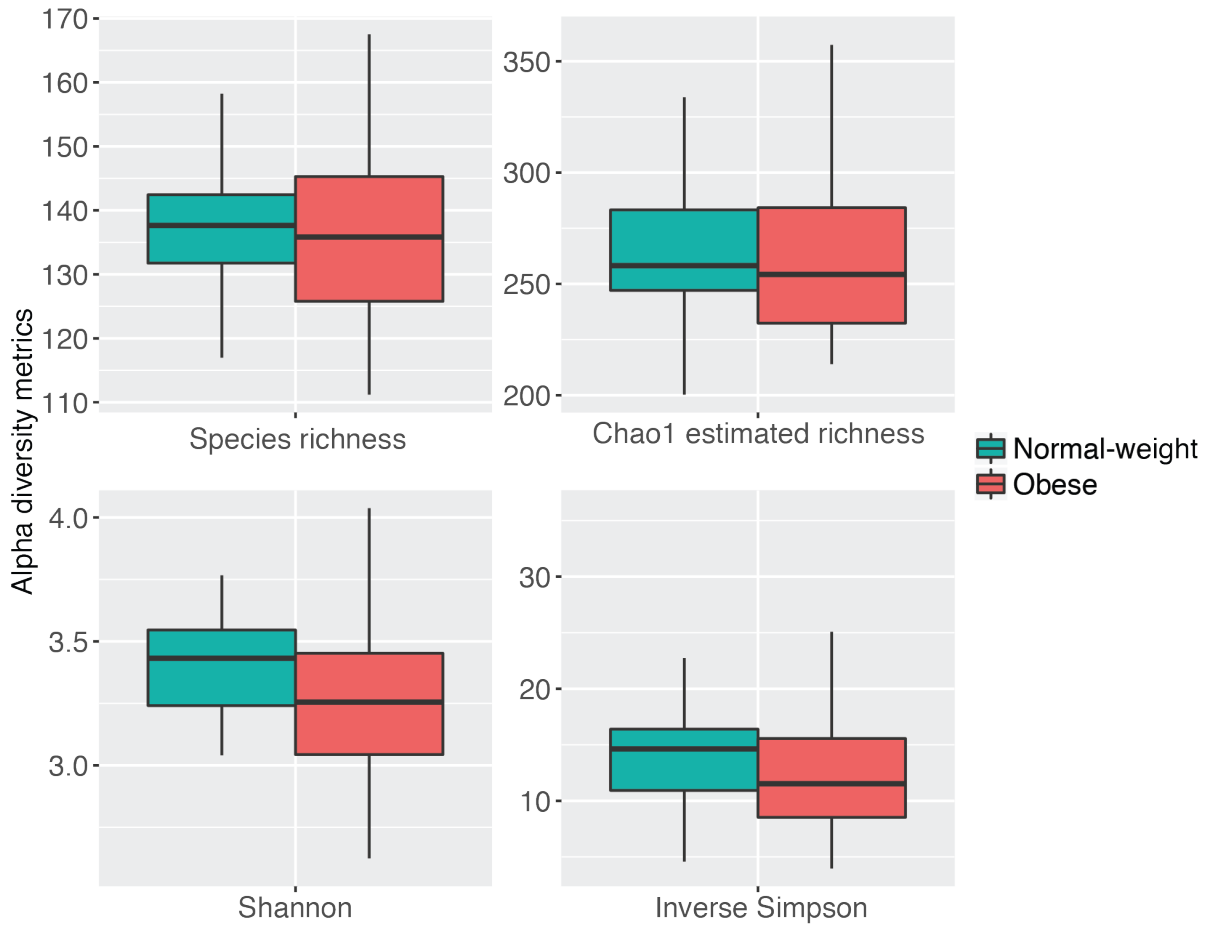 Alpha diversity metrics
170
160
150
140
130
120
110
Species richness
350
300
250
200
Chao1 estimated richness
4.0
3.5
3.0
Shannon
30
20
10
Inverse Simpson
Normal-weight
Obese